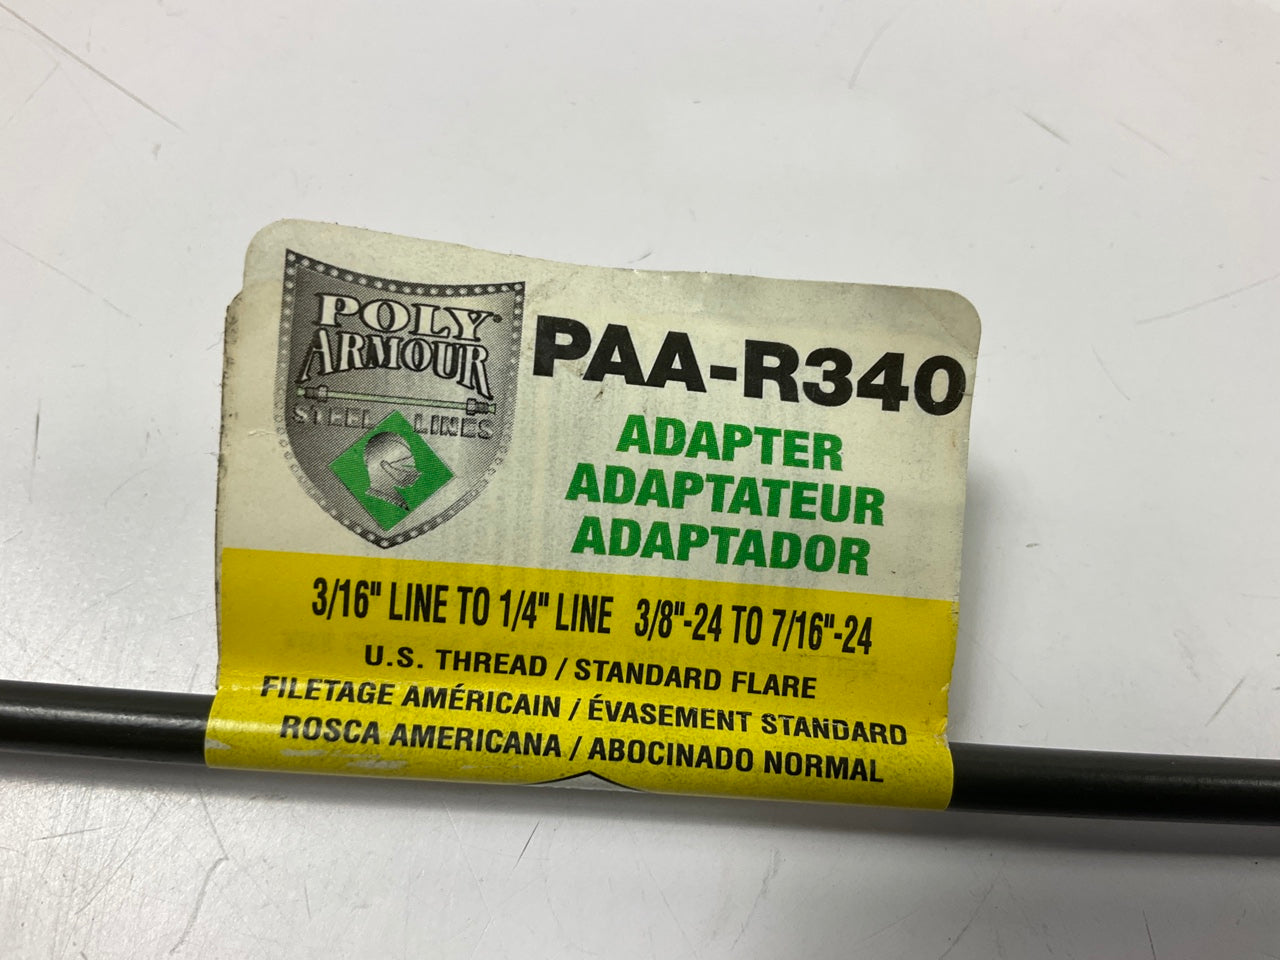 POLY®
ARMOUR
STEEL LINES
PAA-R340
ADAPTER
ADAPTATEUR
ADAPTADOR
3/16" LINE TO 1/4" LINE 3/8"-24 TO 7/16"-24
U.S. THREAD / STANDARD FLARE
FILETAGE AMÉRICAIN / ÉVASEMENT STANDARD
ROSCA AMERICANA / ABOCINADO NORMAL